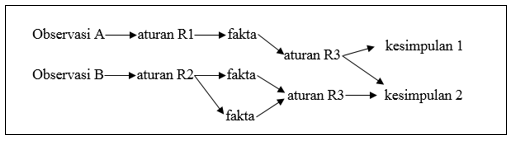 Observasi A aturan R1 fakta
aturan R3 kesimpulan 1
Observasi B aturan R2 fakta
aturan R3 kesimpulan 2
fakta